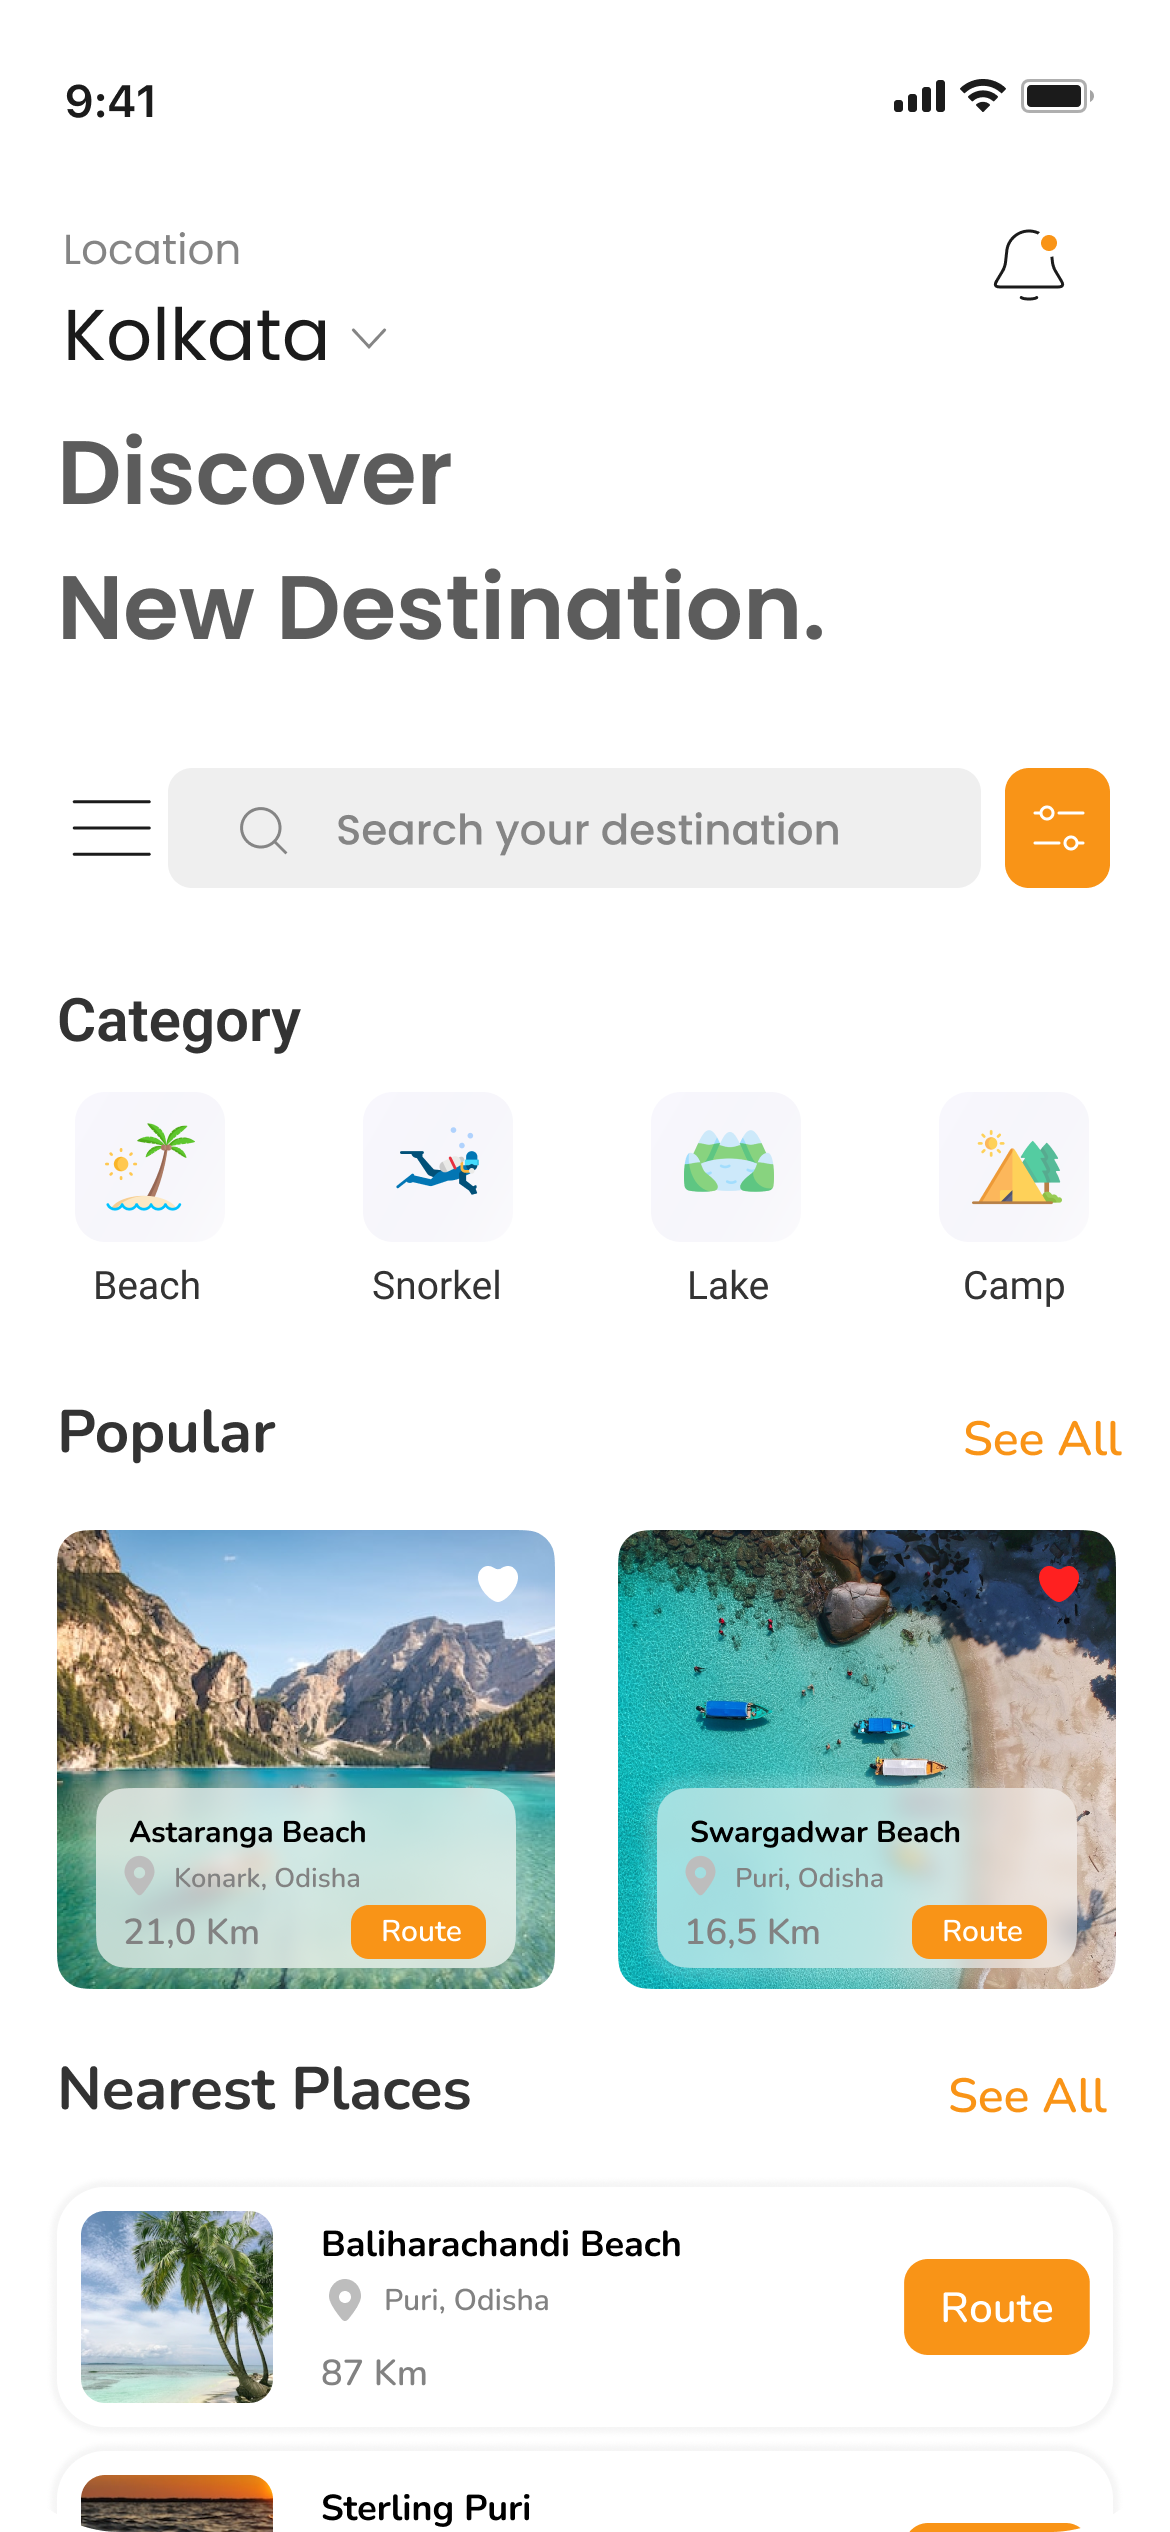 9:41
Location
Kolkata
Discover
New Destination.
Search your destination
Category
Beach
Snorkel
Lake
Camp
Popular
See All
Astaranga Beach
Konark, Odisha
21,0 Km
Route
Swargadwar Beach
Puri, Odisha
16,5 Km
Route
Nearest Places
See All
Baliharachandi Beach
Puri, Odisha
87 Km
Route
Sterling Puri